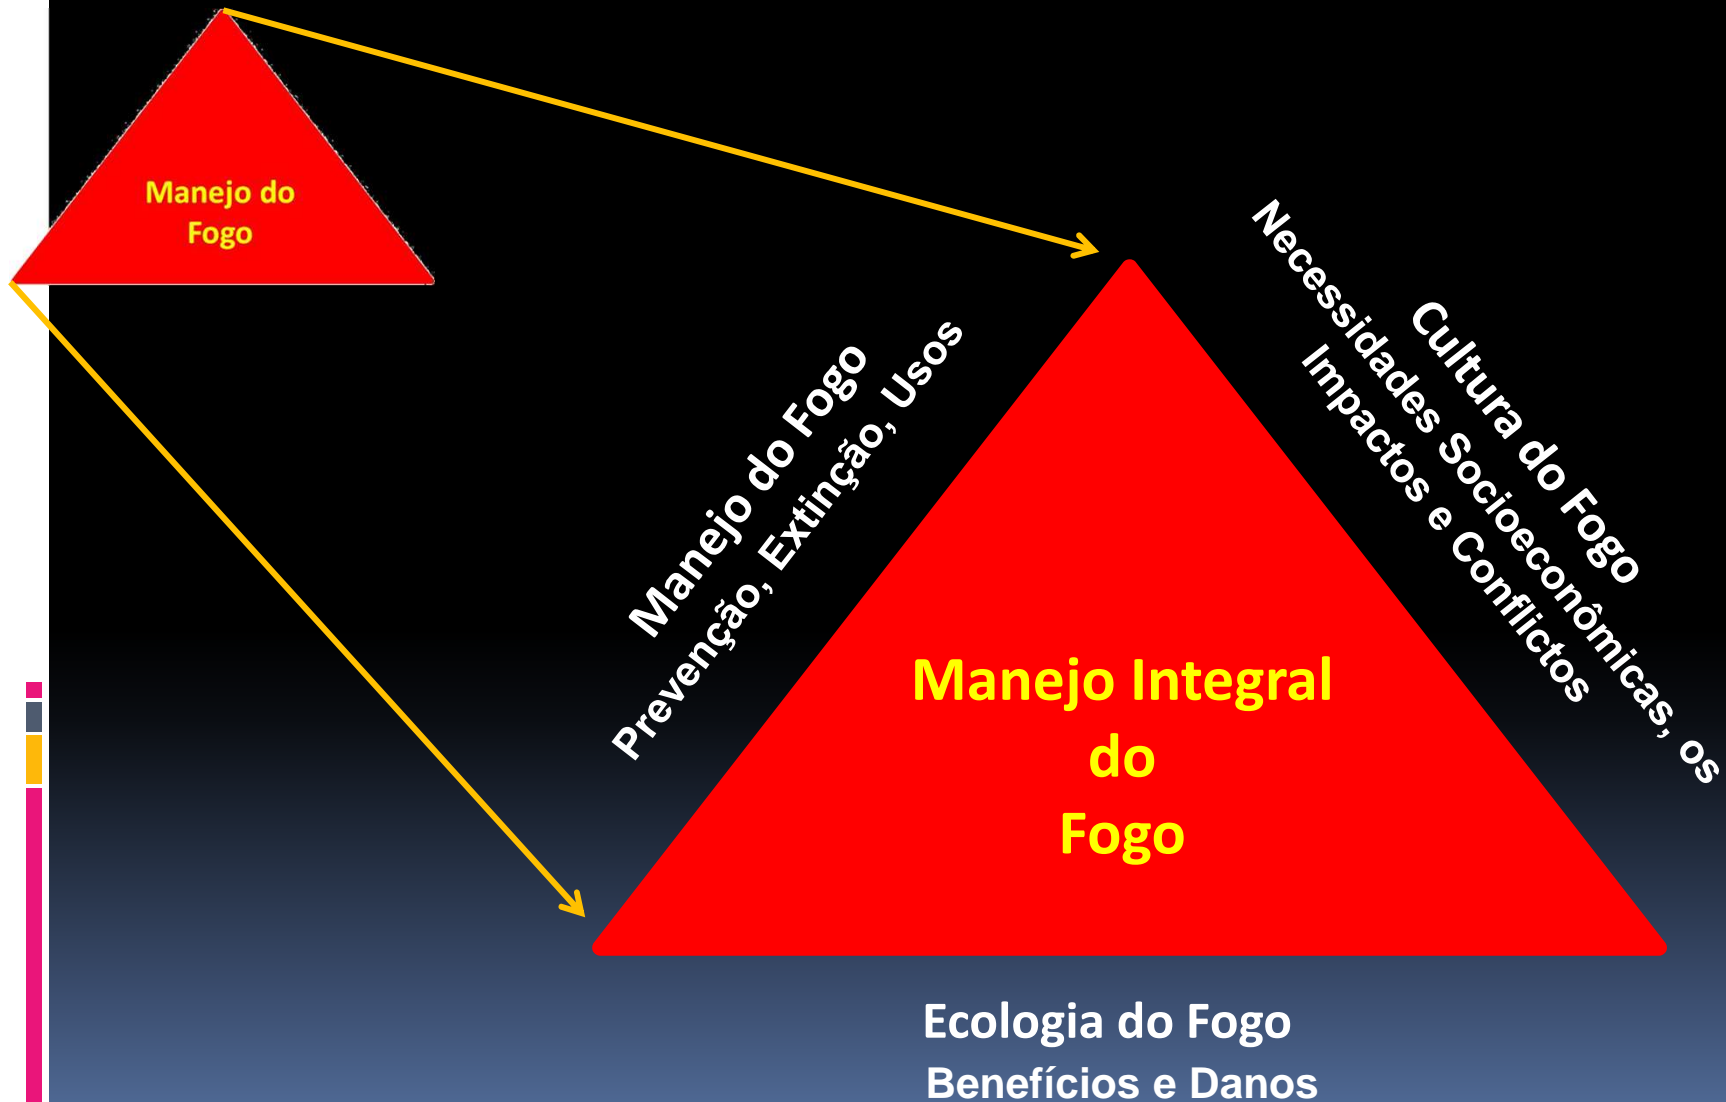 Manejo do
Fogo
Manejo do Fogo
Prevenção, Extinção, Usos
Cultura do Fogo
Necessidades Socioeconômicas, os
Impactos e Conflictos
Manejo Integral
do
Fogo
Ecologia do Fogo
Benefícios e Danos